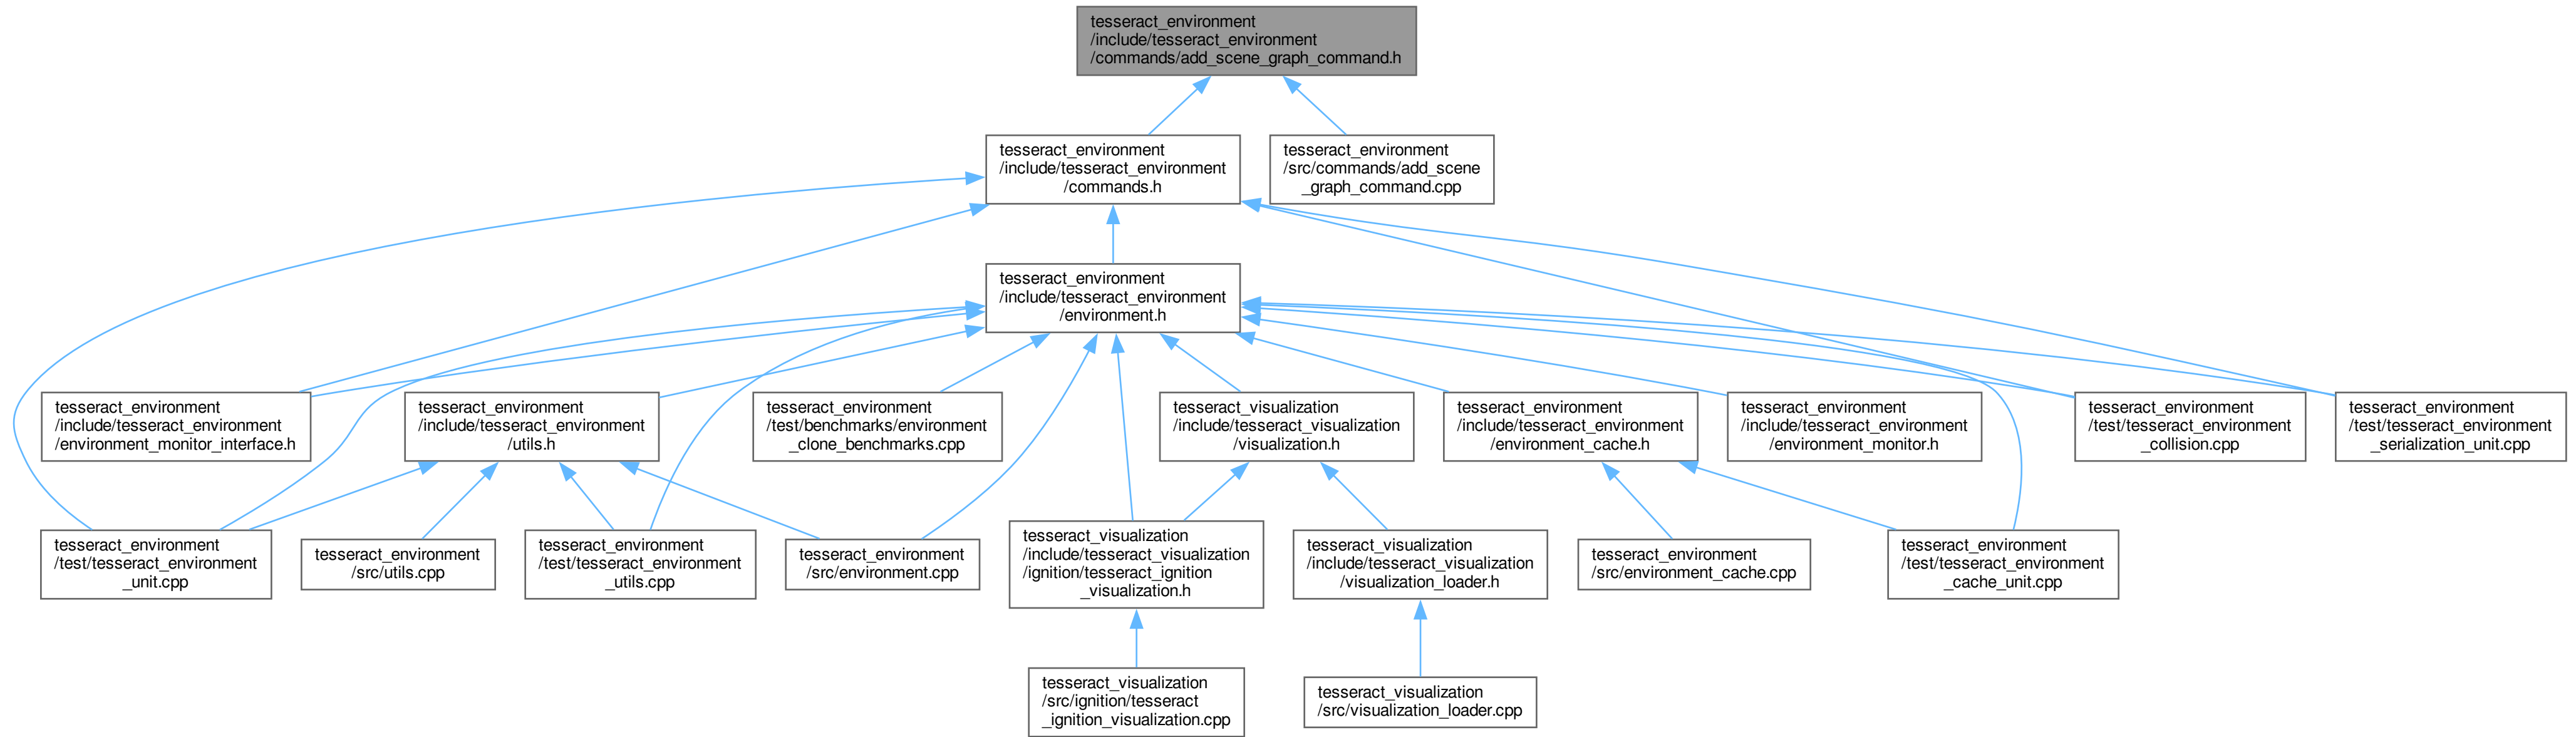 tesseract_environment
/include/tesseract_environment
/commands/add_scene_graph_command.h
tesseract_environment
/include/tesseract_environment
/commands.h
tesseract_environment
/src/commands/add_scene
_graph_command.cpp
tesseract_environment
/include/tesseract_environment
/environment.h
tesseract_environment
/include/tesseract_environment
/environment_monitor_interface.h
tesseract_environment
/include/tesseract_environment
/utils.h
tesseract_environment
/test/benchmarks/environment
_clone_benchmarks.cpp
tesseract_visualization
/include/tesseract_visualization
/visualization.h
tesseract_environment
/include/tesseract_environment
/environment_cache.h
tesseract_environment
/include/tesseract_environment
/environment_monitor.h
tesseract_environment
/test/tesseract_environment
_collision.cpp
tesseract_environment
/test/tesseract_environment
_serialization_unit.cpp
tesseract_environment
/test/tesseract_environment
_unit.cpp
tesseract_environment
/src/utils.cpp
tesseract_environment
/test/tesseract_environment
_utils.cpp
tesseract_environment
/src/environment.cpp
tesseract_visualization
/include/tesseract_visualization
/ignition/tesseract_ignition
_visualization.h
tesseract_visualization
/include/tesseract_visualization
/visualization_loader.h
tesseract_environment
/src/environment_cache.cpp
tesseract_environment
/test/tesseract_environment
_cache_unit.cpp
tesseract_visualization
/src/ignition/tesseract
_ignition_visualization.cpp
tesseract_visualization
/src/visualization_loader.cpp